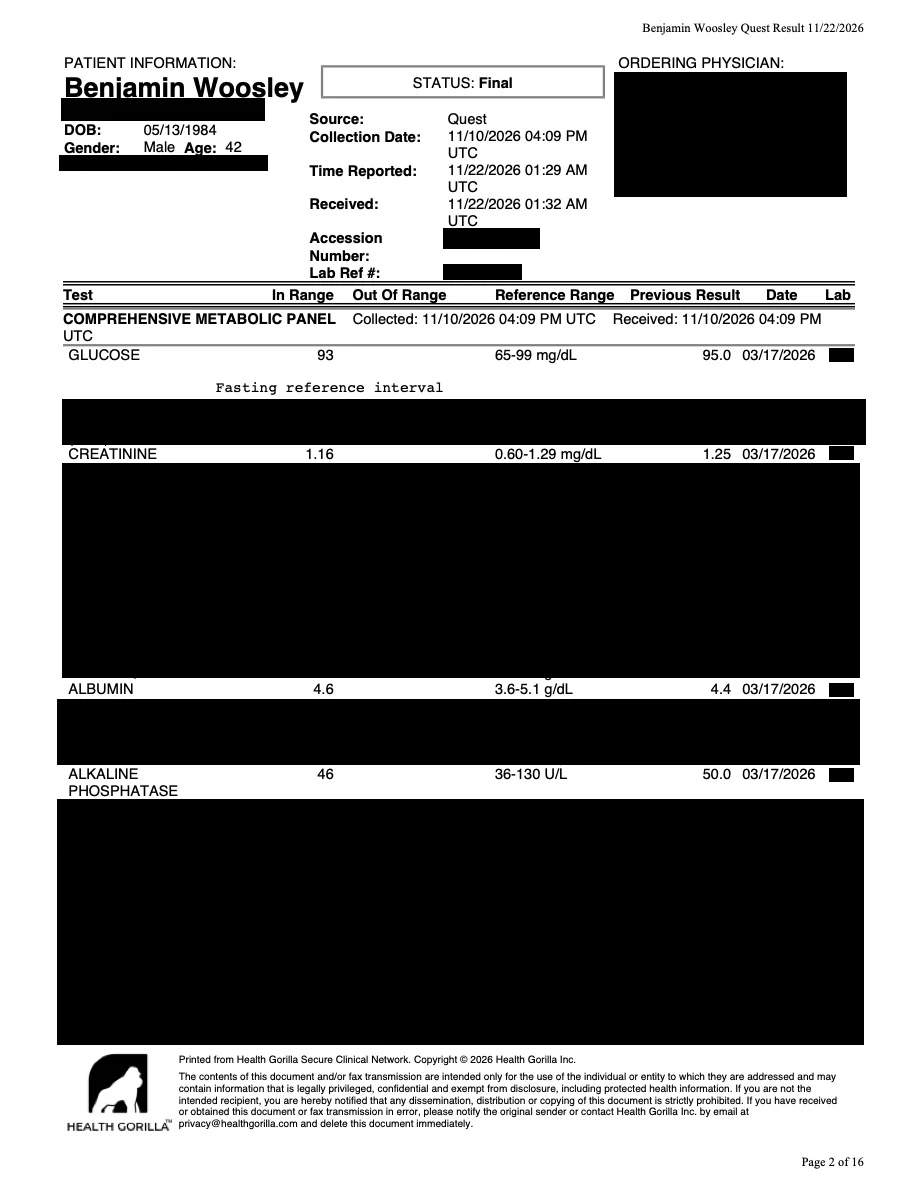 Benjamin Woosley Quest Result 11/22/2026
PATIENT INFORMATION:
Benjamin Woosley
DOB: 05/13/1984
Gender: Male Age: 42
STATUS: Final
Source: Quest
Collection Date: 11/10/2026 04:09 PM
UTC
Time Reported: 11/22/2026 01:29 AM
UTC
Received: 11/22/2026 01:32 AM
UTC
Accession
Number:
Lab Ref #:
ORDERING PHYSICIAN:
Test In Range Out Of Range Reference Range Previous Result Date Lab
COMPREHENSIVE METABOLIC PANEL Collected: 11/10/2026 04:09 PM UTC Received: 11/10/2026 04:09 PM
UTC
GLUCOSE 93 65-99 mg/dL 95.0 03/17/2026
Fasting reference interval
CREATININE 1.16 0.60-1.29 mg/dL 1.25 03/17/2026
ALBUMIN 4.6 3.6-5.1 g/dL 4.4 03/17/2026
ALKALINE 46 36-130 U/L 50.0 03/17/2026
PHOSPHATASE
HEALTH GORILLA™
Printed from Health Gorilla Secure Clinical Network. Copyright © 2026 Health Gorilla Inc.
The contents of this document and/or fax transmission are intended only for the use of the individual or entity to which they are addressed and may
contain information that is legally privileged, confidential and exempt from disclosure, including protected health information. If you are not the
intended recipient, you are hereby notified that any dissemination, distribution or copying of this document is strictly prohibited. If you have received
or obtained this document or fax transmission in error, please notify the original sender or contact Health Gorilla Inc. by email at
privacy@healthgorilla.com and delete this document immediately.
Page 2 of 16